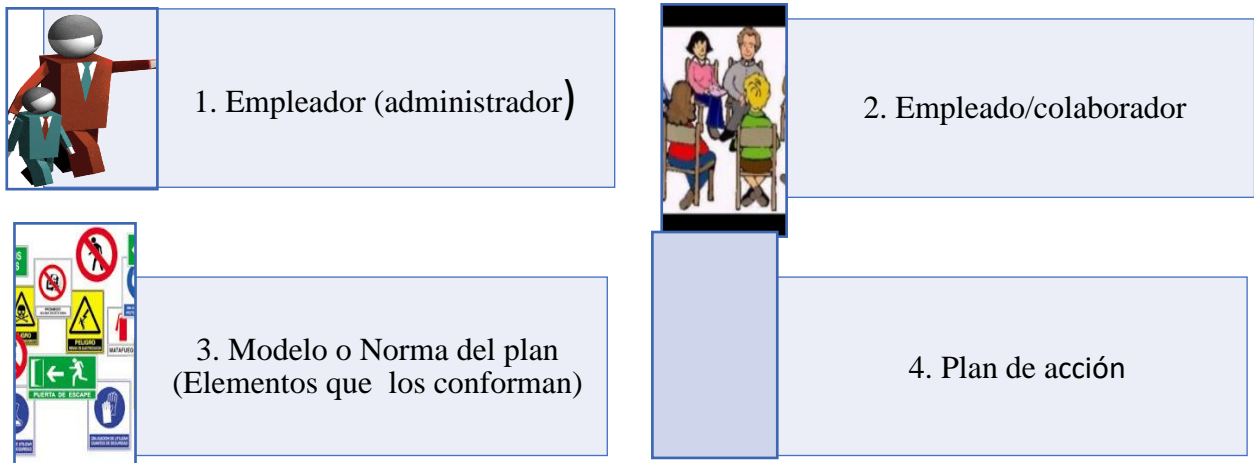 1. Empleador (administrador)
2. Empleado/colaborador
3. Modelo o Norma del plan
(Elementos que los conforman)
4. Plan de acción
PELIGRO
MATAFUEGO
PUERTA DE ESCAPE